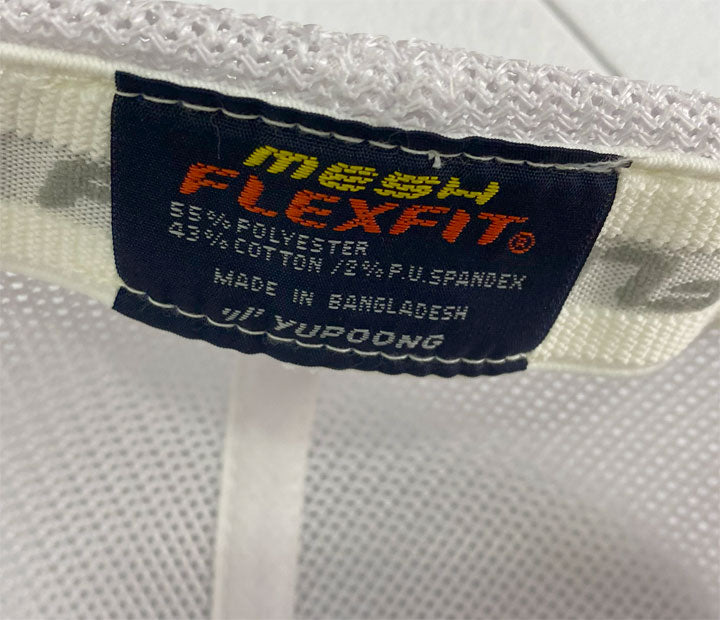 MESH
FLEXFIT®
55% POLYESTER
43% COTTON /2% P.U.SPANDEX
MADE IN BANGLADESH
YUPOONG